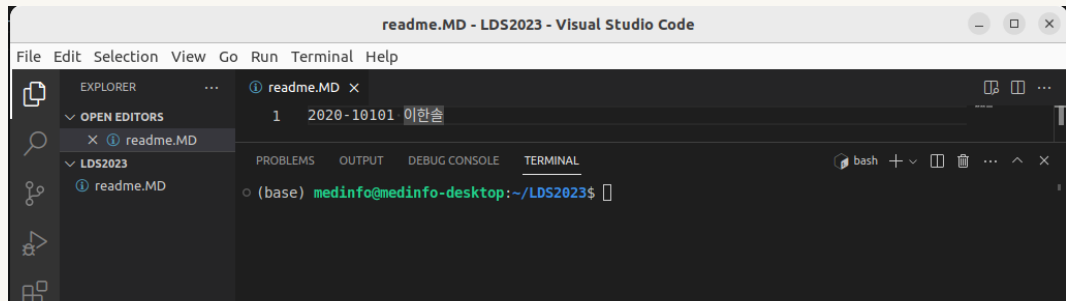 readme.MD - LDS2023 - Visual Studio Code
File Edit Selection View Go Run Terminal Help
EXPLORER
OPEN EDITORS
readme.MD
LDS2023
readme.MD
readme.MD
1 2020-10101 이한솔
PROBLEMS OUTPUT DEBUG CONSOLE TERMINAL
bash
(base) medinfo@medinfo-desktop:~/LDS2023$